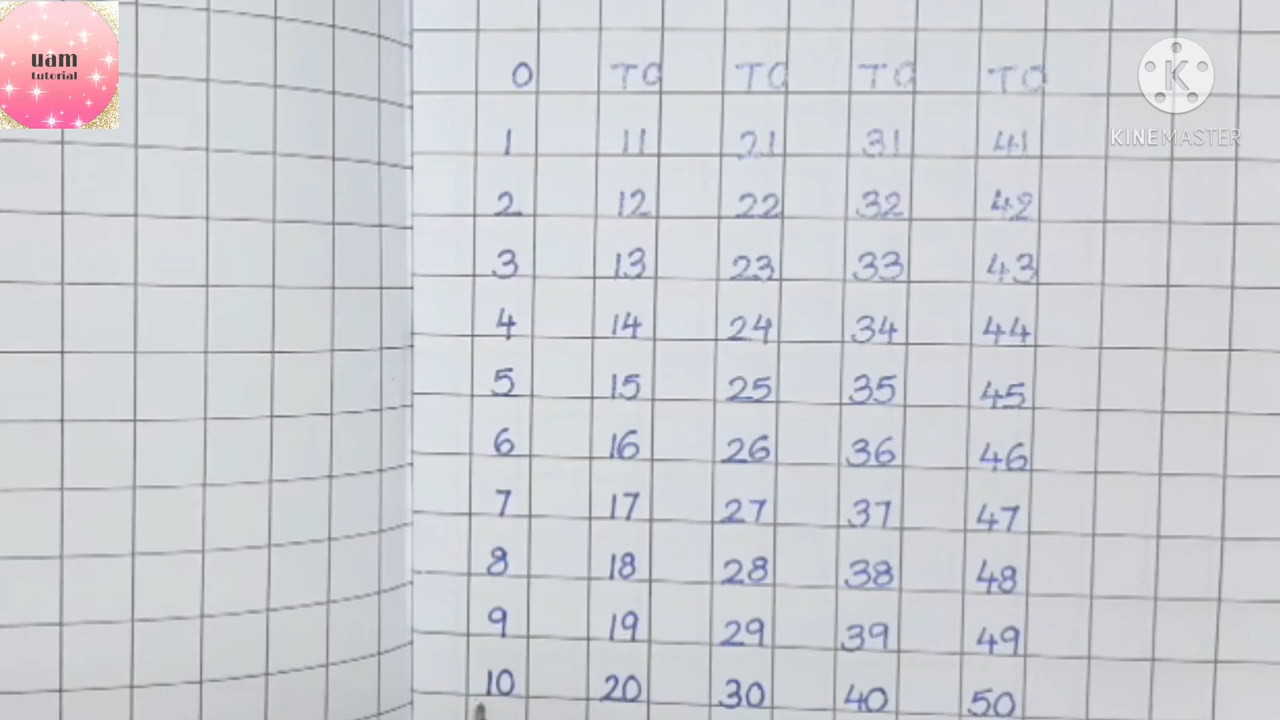 uam
tutorial
KINEMASTER
O TO TO TO TO
1 11 21 31 41
2 12 22 32 42
3 13 23 33 43
4 14 24 34 44
5 15 25 35 45
6 16 26 36 46
7 17 27 37 47
8 18 28 38 48
9 19 29 39 49
10 20 30 40 50